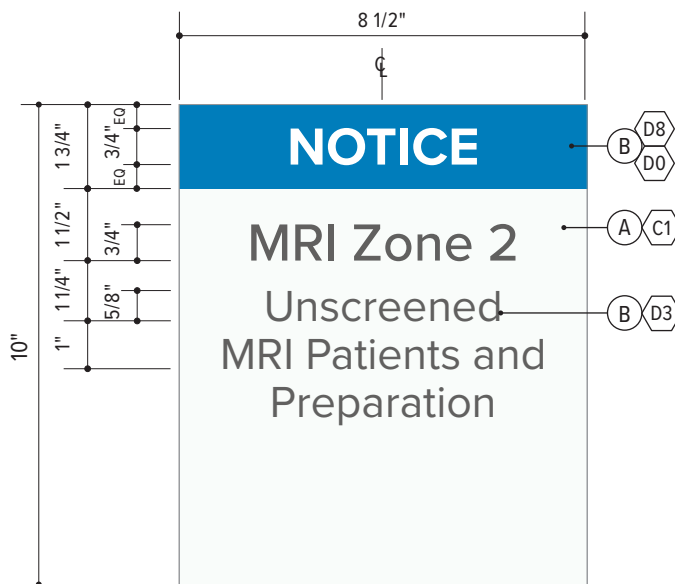 8 1/2"
℄
EQ
3/4"
EQ
1 3/4"
NOTICE
B
D8
D0
1 1/2"
3/4"
MRI Zone 2
A
C1
1 1/4"
5/8"
Unscreened
B
D3
1"
MRI Patients and
Preparation
10"